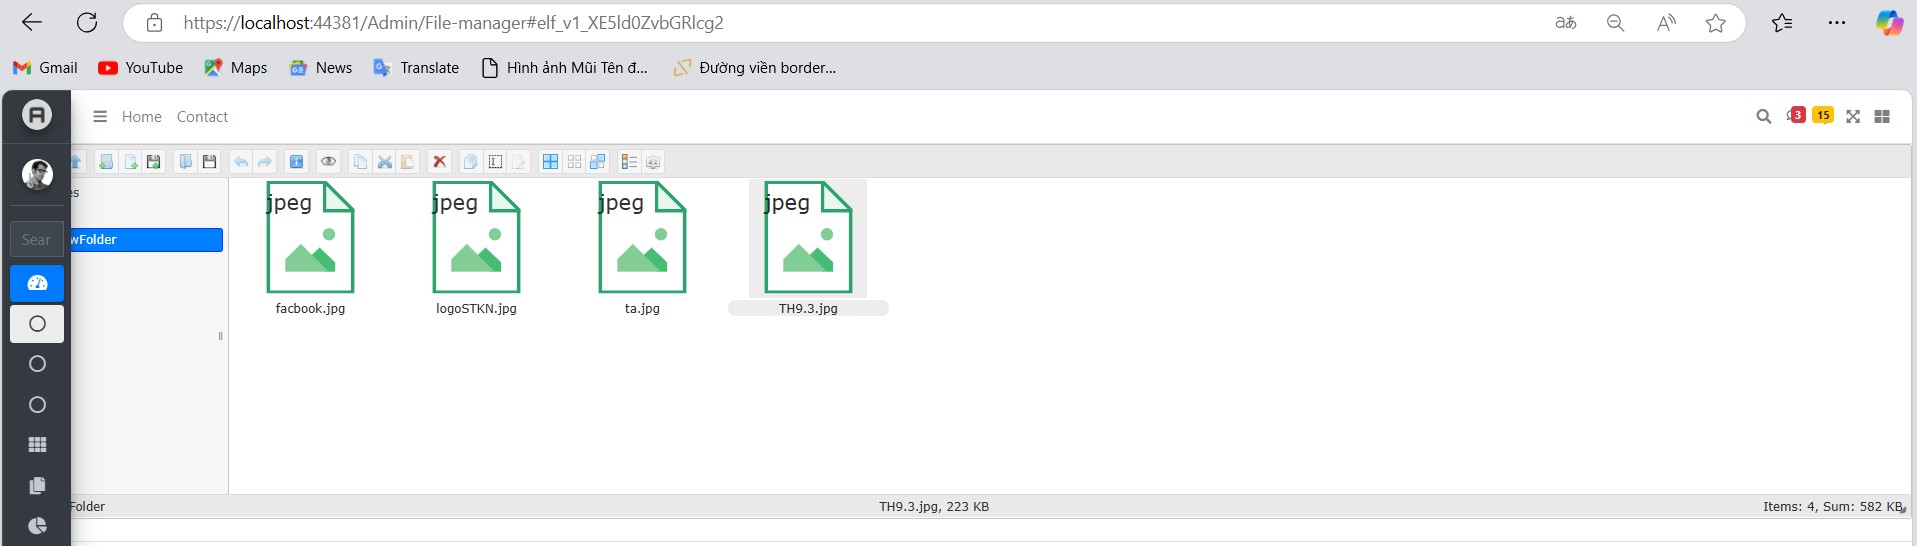 https://localhost:44381/Admin/File-manager#elf_v1_XE5ld0ZvbGRlcg2
Gmail YouTube Maps News Translate Hình ảnh Mũi Tên đ... Đường viền border...
Home Contact 3 15
es
Sear
wFolder
jpeg jpeg jpeg jpeg
facbook.jpg logoSTKN.jpg ta.jpg TH9.3.jpg
Folder TH9.3.jpg, 223 KB Items: 4, Sum: 582 KB